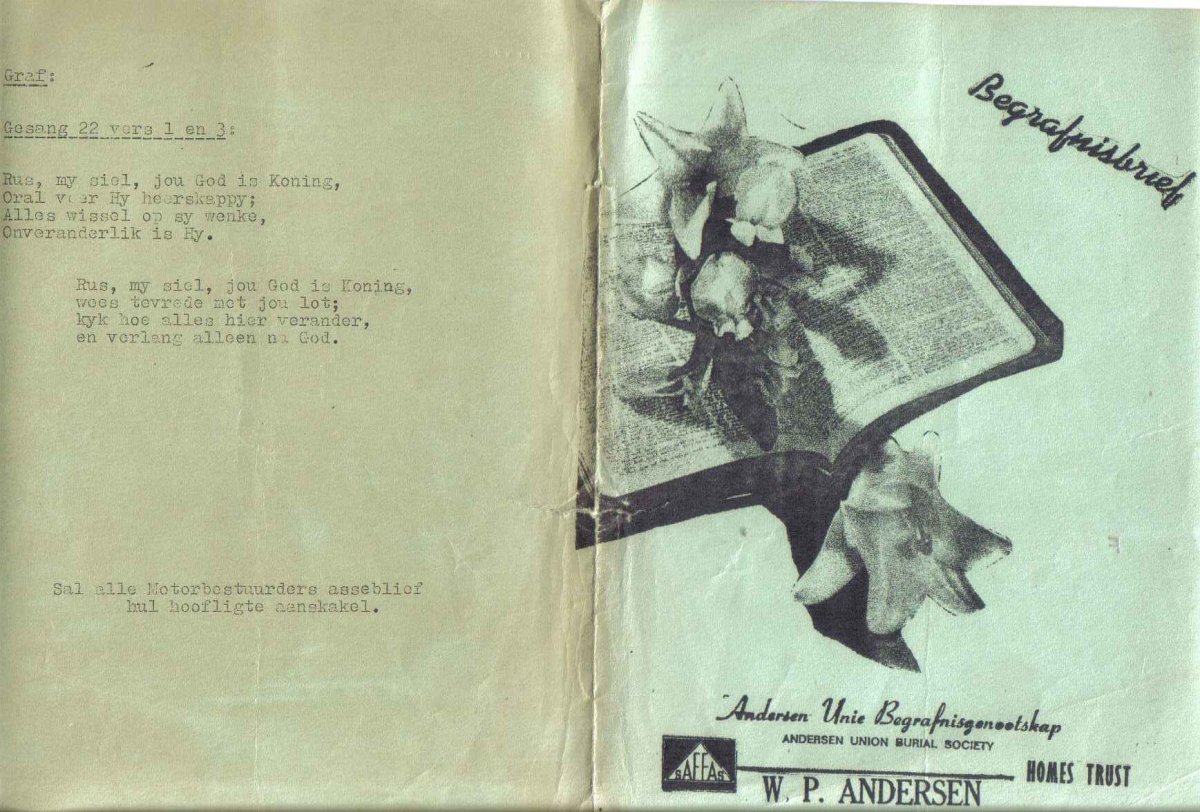 Graf:
Gesang 22 vers 1 en 3:
Rus, my siel, jou God is Koning,
Oral voer Hy heerskappy;
Alles wissel op sy wenke,
Onveranderlik is Hy.
Rus, my siel, jou God is Koning,
wees tevrede met jou lot;
kyk hoe alles hier verander,
en verlang alleen na God.
Sal alle Motorbestuurders asseblief
hul hoofligte aanskakel.
Begrafnisbrief
Andersen Unie Begrafnisgenootskap
ANDERSEN UNION BURIAL SOCIETY
SAFFAS
HOMES TRUST
W. P. ANDERSEN